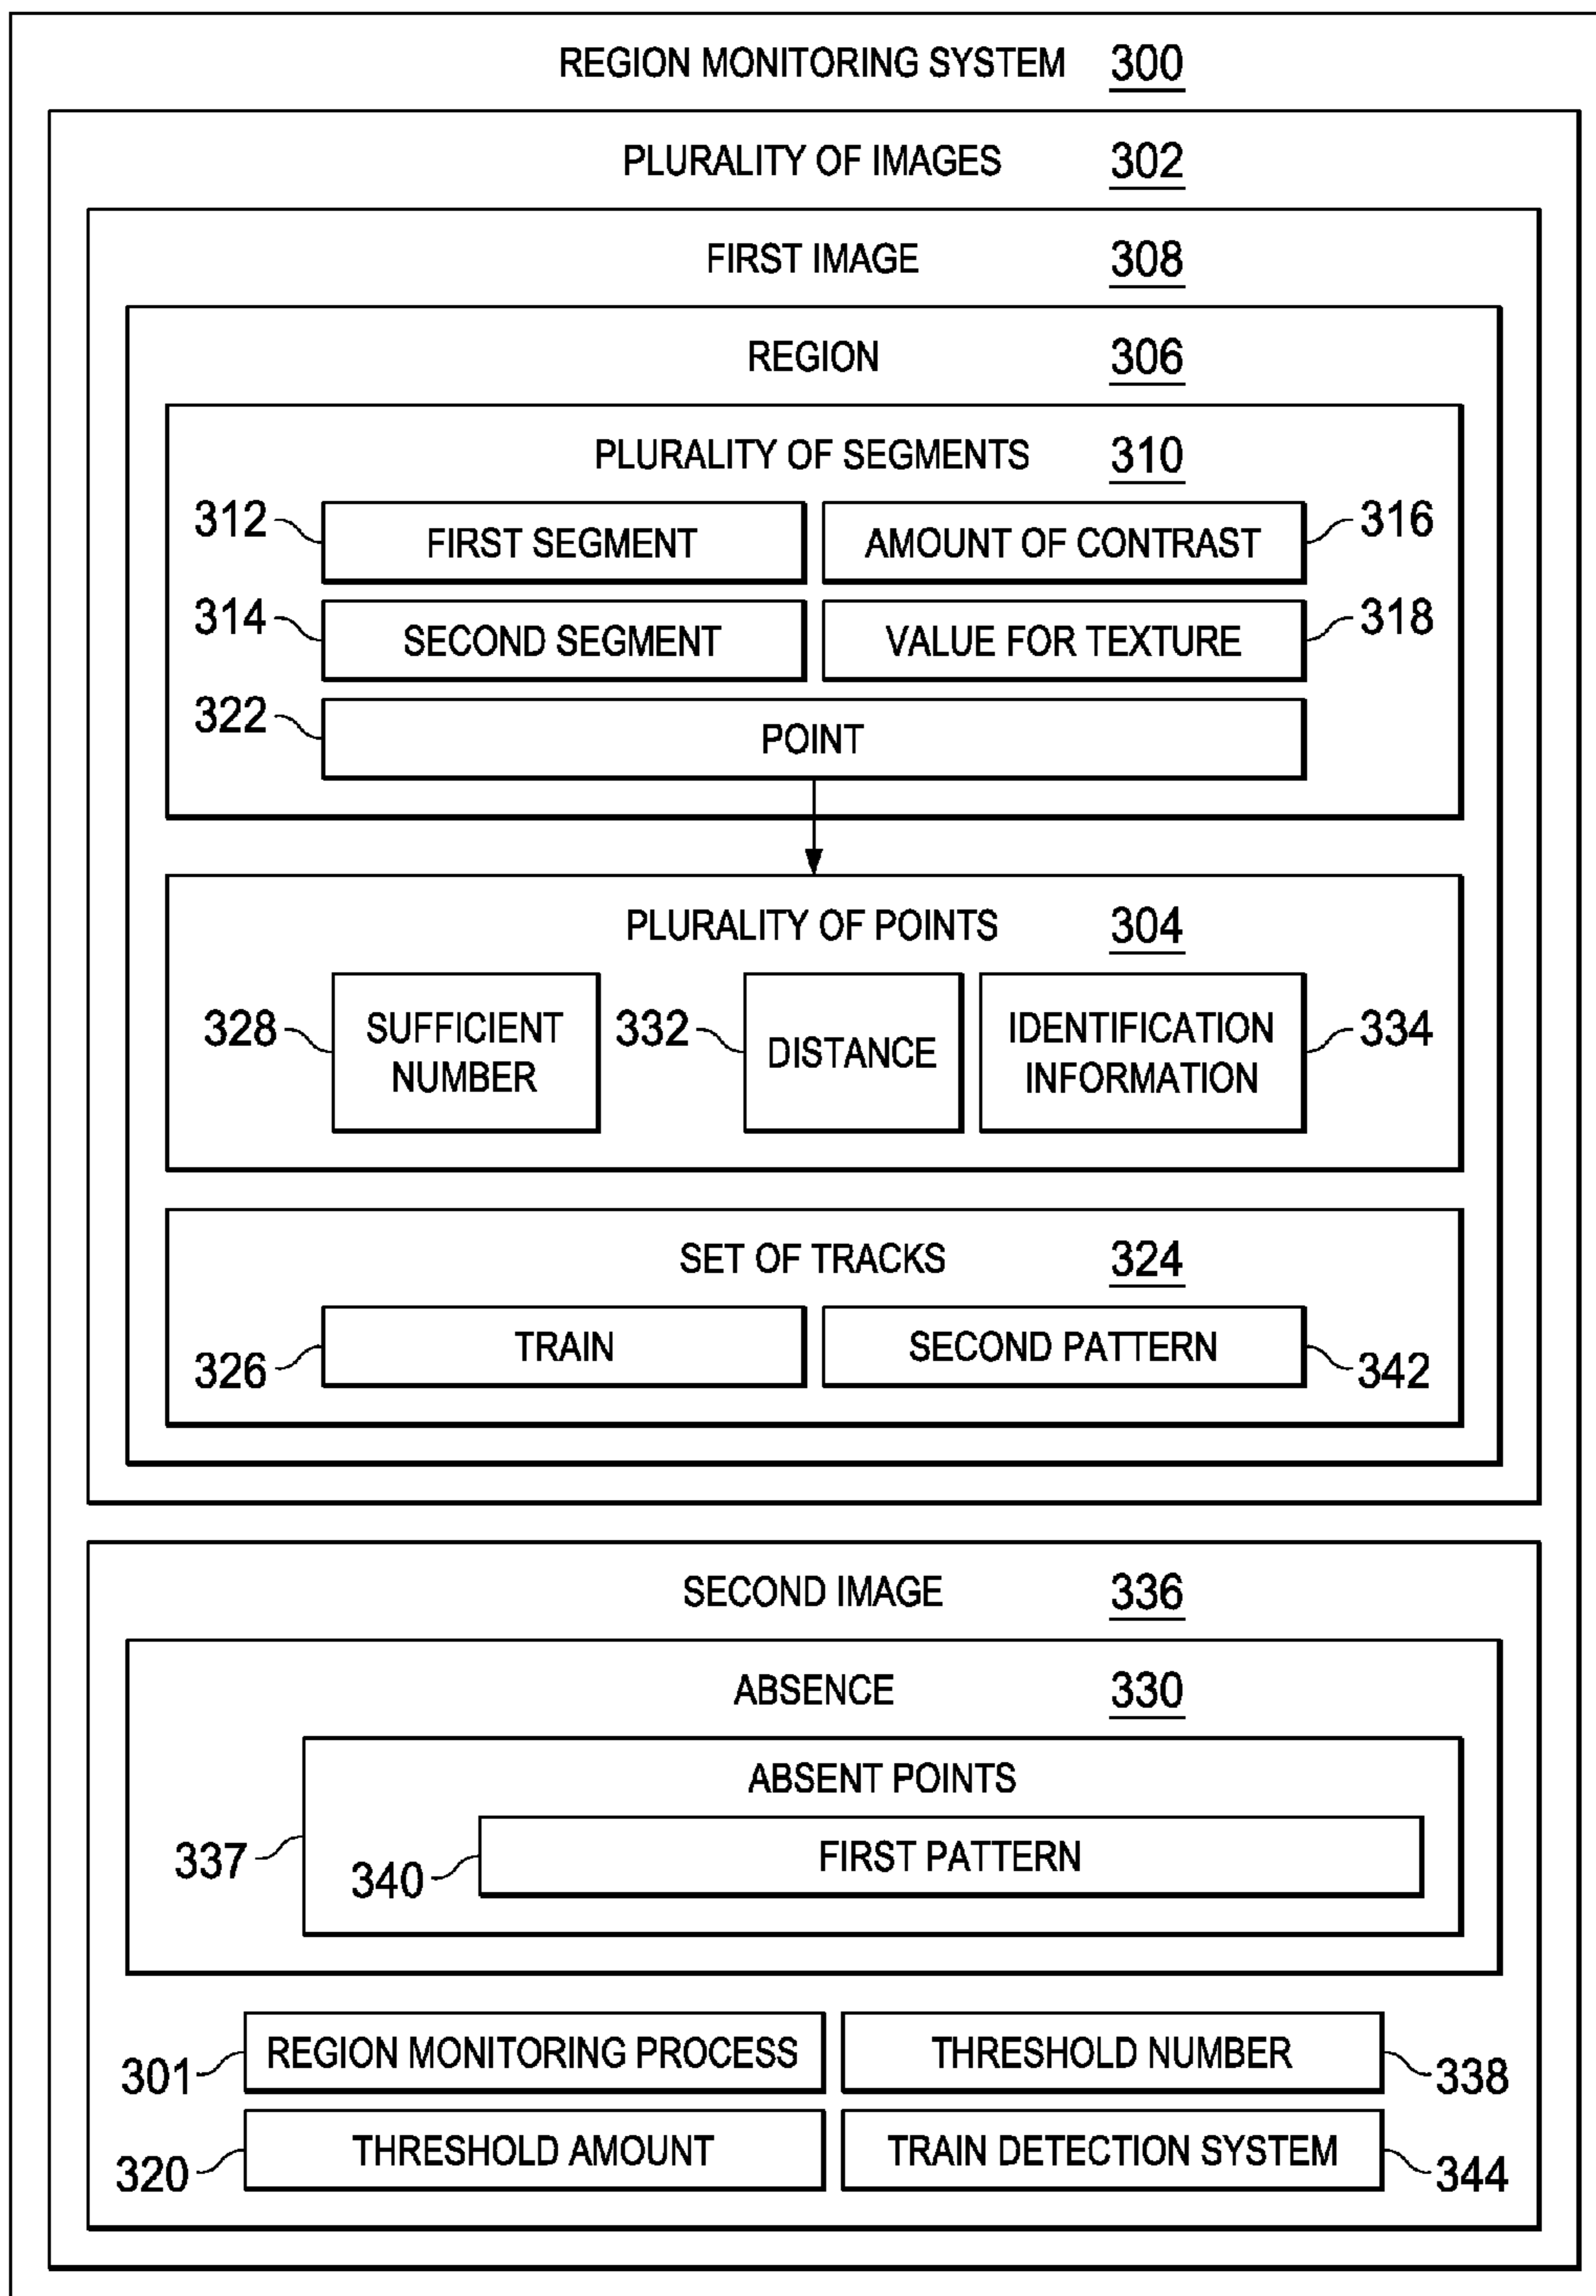 REGION MONITORING SYSTEM 300
PLURALITY OF IMAGES 302
FIRST IMAGE 308
REGION 306
PLURALITY OF SEGMENTS 310
312 FIRST SEGMENT AMOUNT OF CONTRAST 316
314 SECOND SEGMENT VALUE FOR TEXTURE 318
322 POINT
PLURALITY OF POINTS 304
328 SUFFICIENT NUMBER 332 DISTANCE IDENTIFICATION INFORMATION 334
SET OF TRACKS 324
326 TRAIN SECOND PATTERN 342
SECOND IMAGE 336
ABSENCE 330
ABSENT POINTS
337 340 FIRST PATTERN
301 REGION MONITORING PROCESS THRESHOLD NUMBER 338
320 THRESHOLD AMOUNT TRAIN DETECTION SYSTEM 344